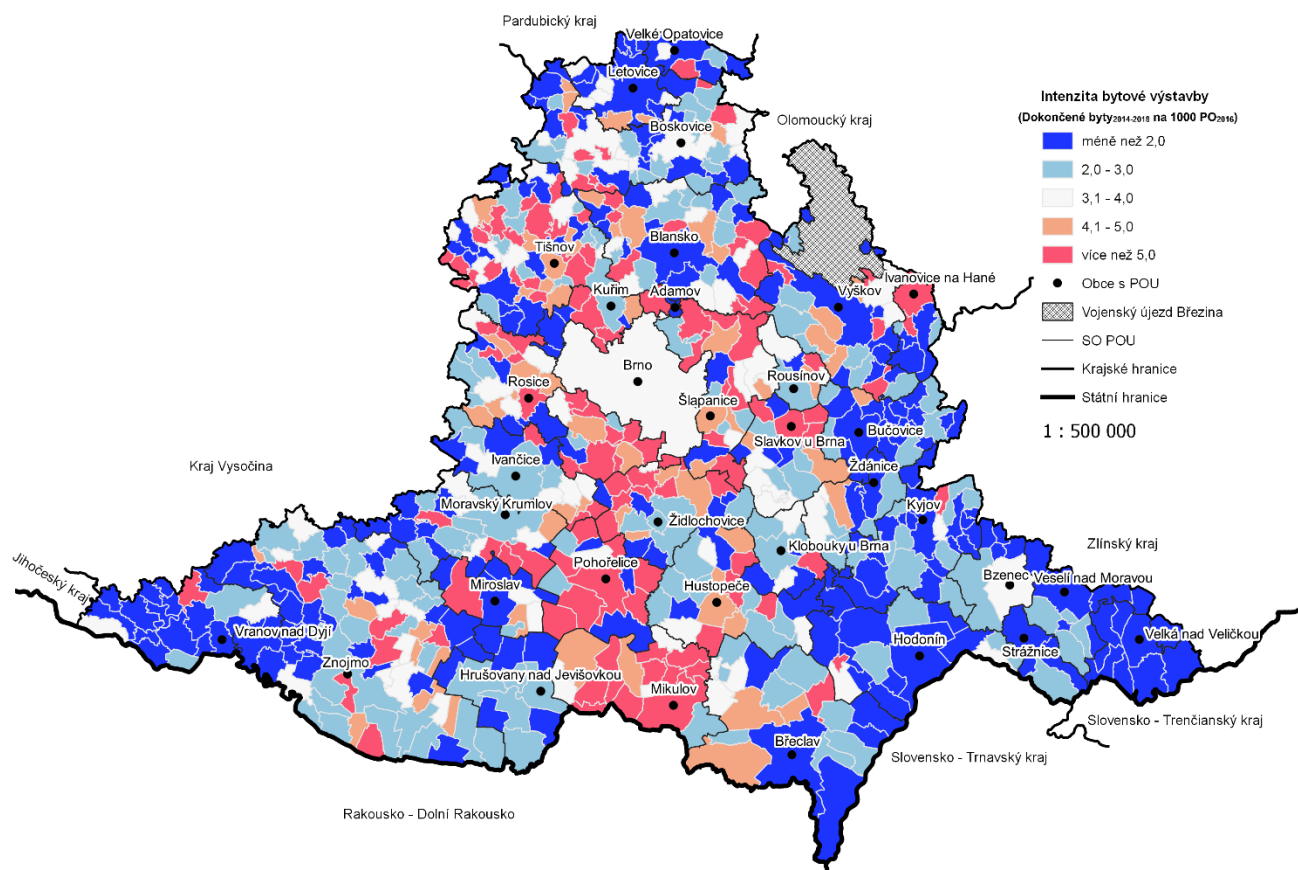 Pardubický kraj
Velké Opatovice
Letovice
Boskovice
Olomoucký kraj
Intenzita bytové výstavby
(Dokončené byty2014-2018 na 1000 PO2016)
méně než 2,0
2,0 - 3,0
3,1 - 4,0
4,1 - 5,0
více než 5,0
Obce s POU
Vojenský újezd Březina
SO POU
Krajské hranice
Státní hranice
1 : 500 000
Blansko
Tišnov
Ivanovice na Hané
Kuřim
Adamov
Vyškov
Brno
Rousínov
Rosice
Šlapanice
Slavkov u Brna
Bučovice
Ivančice
Kraj Vysočina
Ždánice
Moravský Krumlov
Židlochovice
Kyjov
Klobouky u Brna
Zlínský kraj
Jihočeský kraj
Pohořelice
Bzenec
Veselí nad Moravou
Miroslav
Hustopeče
Vranov nad Dyjí
Hodonín
Strážnice
Velká nad Veličkou
Znojmo
Hrušovany nad Jevišovkou
Mikulov
Slovensko - Trenčianský kraj
Břeclav
Slovensko - Trnavský kraj
Rakousko - Dolní Rakousko